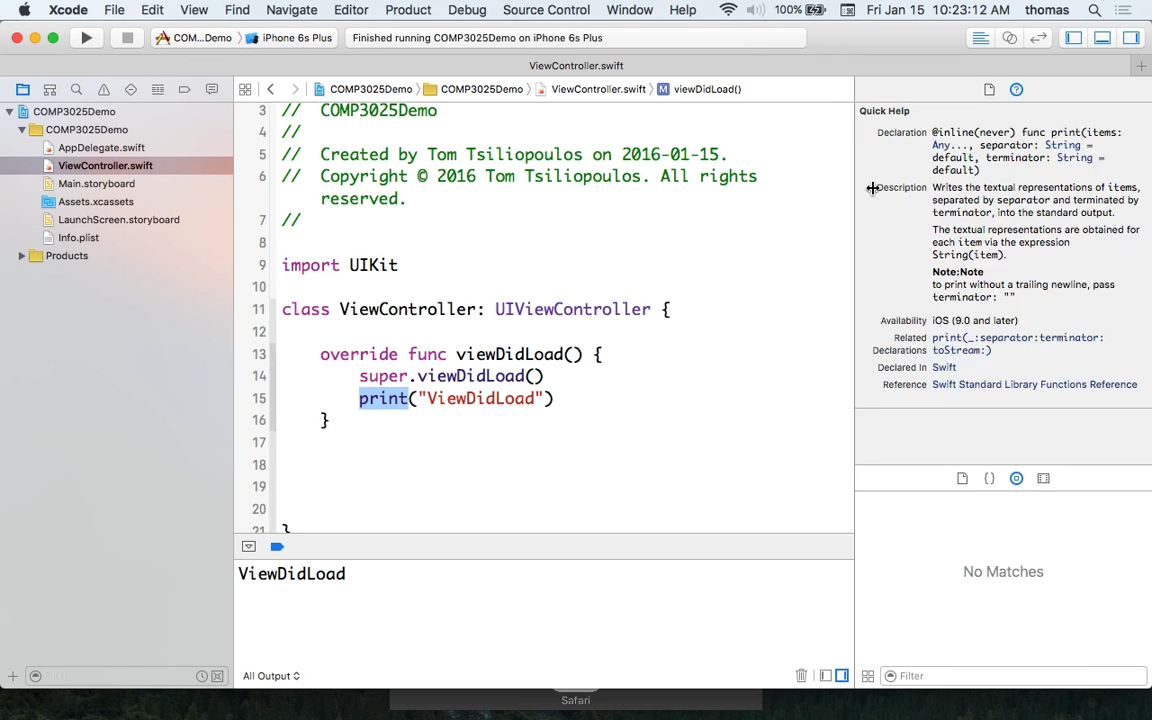 Xcode File Edit View Find Navigate Editor Product Debug Source Control Window Help 100% Fri Jan 15 10:23:12 AM thomas
COM...Demo iPhone 6s Plus Finished running COMP3025Demo on iPhone 6s Plus
ViewController.swift
COMP3025Demo COMP3025Demo ViewController.swift M viewDidLoad()
COMP3025Demo
COMP3025Demo
AppDelegate.swift
ViewController.swift
Main.storyboard
Assets.xcassets
LaunchScreen.storyboard
Info.plist
Products
3 // COMP3025Demo
4 //
5 // Created by Tom Tsiliopoulos on 2016-01-15.
6 // Copyright © 2016 Tom Tsiliopoulos. All rights
reserved.
7 //
8
9 import UIKit
10
11 class ViewController: UIViewController {
12
13 override func viewDidLoad() {
14 super.viewDidLoad()
15 print("ViewDidLoad")
16 }
17
18
19
20
21 }
ViewDidLoad
All Output
Filter
Quick Help
Declaration @inline(never) func print(items:
Any..., separator: String =
default, terminator: String =
default)
Description Writes the textual representations of items,
separated by separator and terminated by
terminator, into the standard output.
The textual representations are obtained for
each item via the expression
String(item).
Note:Note
to print without a trailing newline, pass
terminator: ""
Availability iOS (9.0 and later)
Related print(_:separator:terminator:
Declarations toStream:)
Declared In Swift
Reference Swift Standard Library Functions Reference
No Matches
Filter
Safari